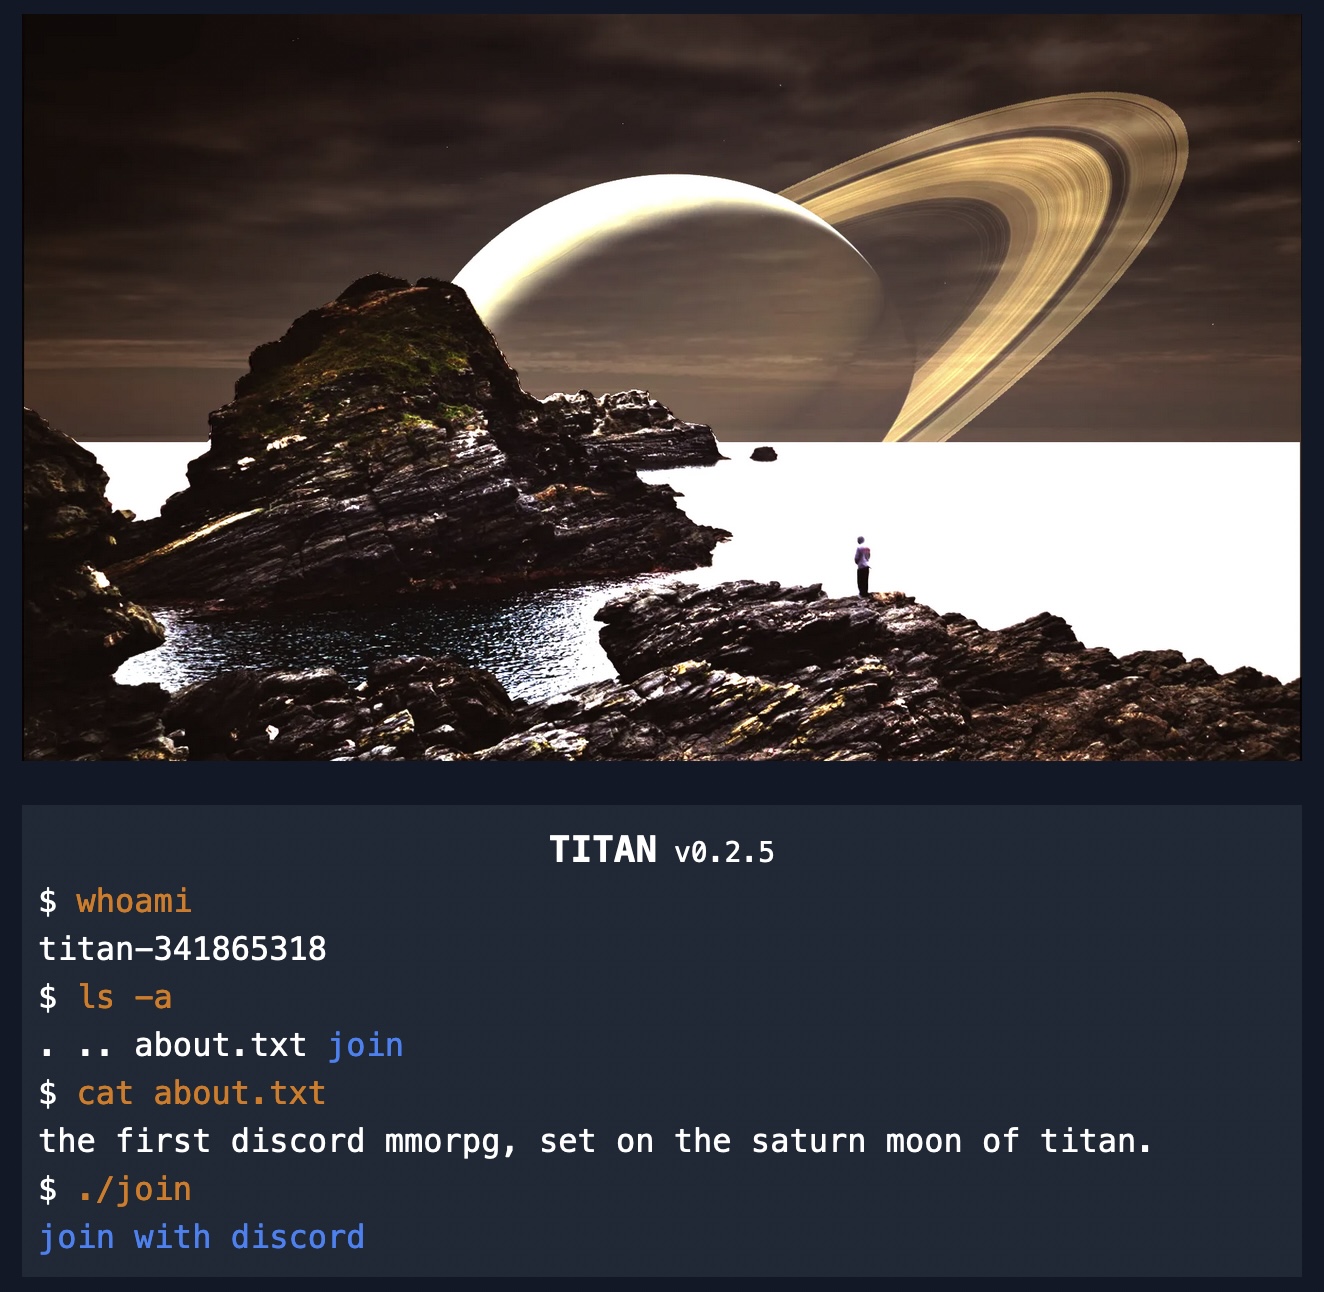 TITAN v0.2.5
$ whoami
titan-341865318
$ ls -a
. .. about.txt join
$ cat about.txt
the first discord mmorpg, set on the saturn moon of titan.
$ ./join
join with discord